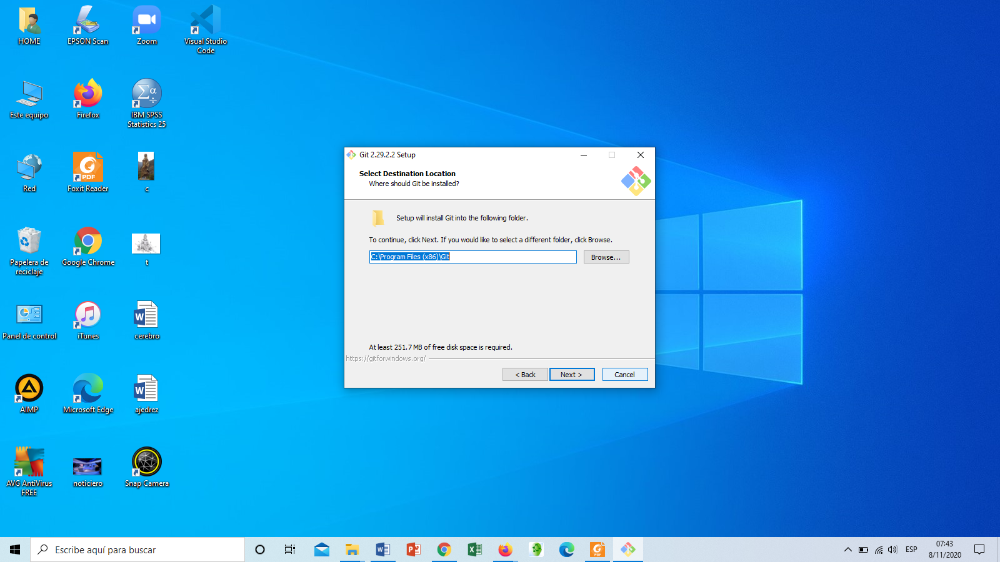 HOME
EPSON Scan
Zoom
Visual Studio
Code
Este equipo
Firefox
IBM SPSS
Statistics 25
Σα
÷
Red
Foxit Reader
PDF
c
Papelera de
reciclaje
Google Chrome
t
Panel de control
iTunes
W
cerebro
AIMP
Microsoft Edge
W
ajedrez
AVG AntiVirus
FREE
noticiero
Snap Camera
Git 2.29.2.2 Setup
Select Destination Location
Where should Git be installed?
Setup will install Git into the following folder.
To continue, click Next. If you would like to select a different folder, click Browse.
C:\Program Files (x86)\Git
Browse...
At least 251.7 MB of free disk space is required.
https://gitforwindows.org/
< Back
Next >
Cancel
Escribe aquí para buscar
ESP
07:43
8/11/2020